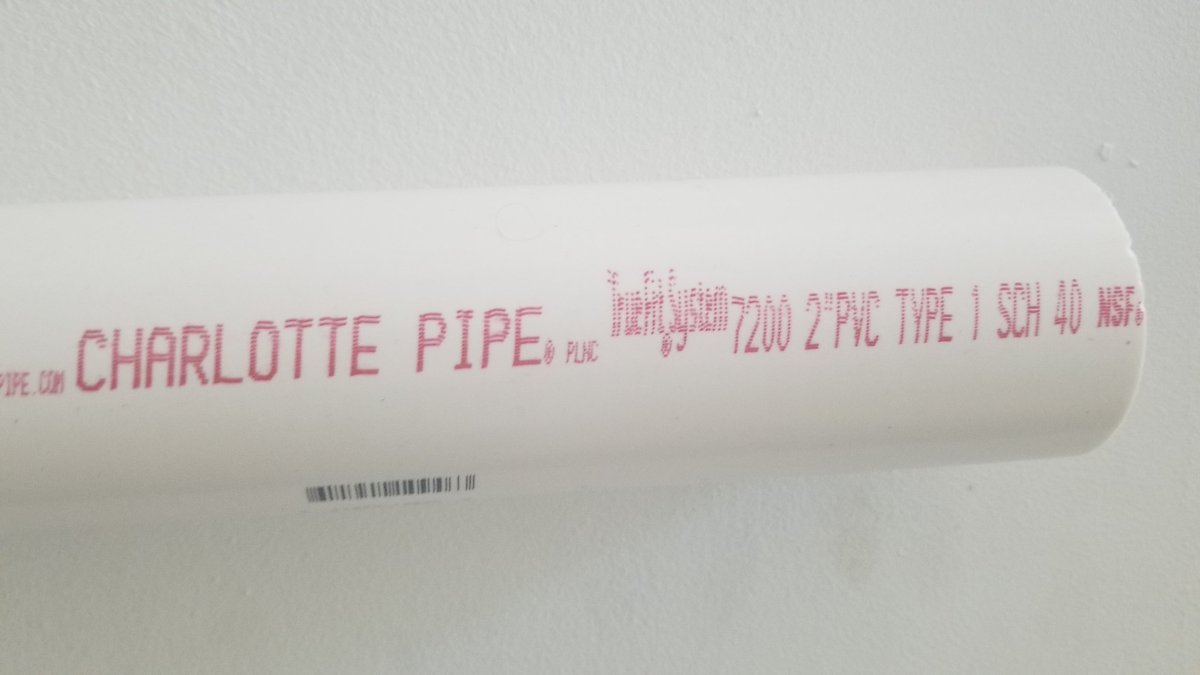 PIPE.COM CHARLOTTE PIPE® PLNC TrueFit System® 7200 2" PVC TYPE 1 SCH 40 NSF®